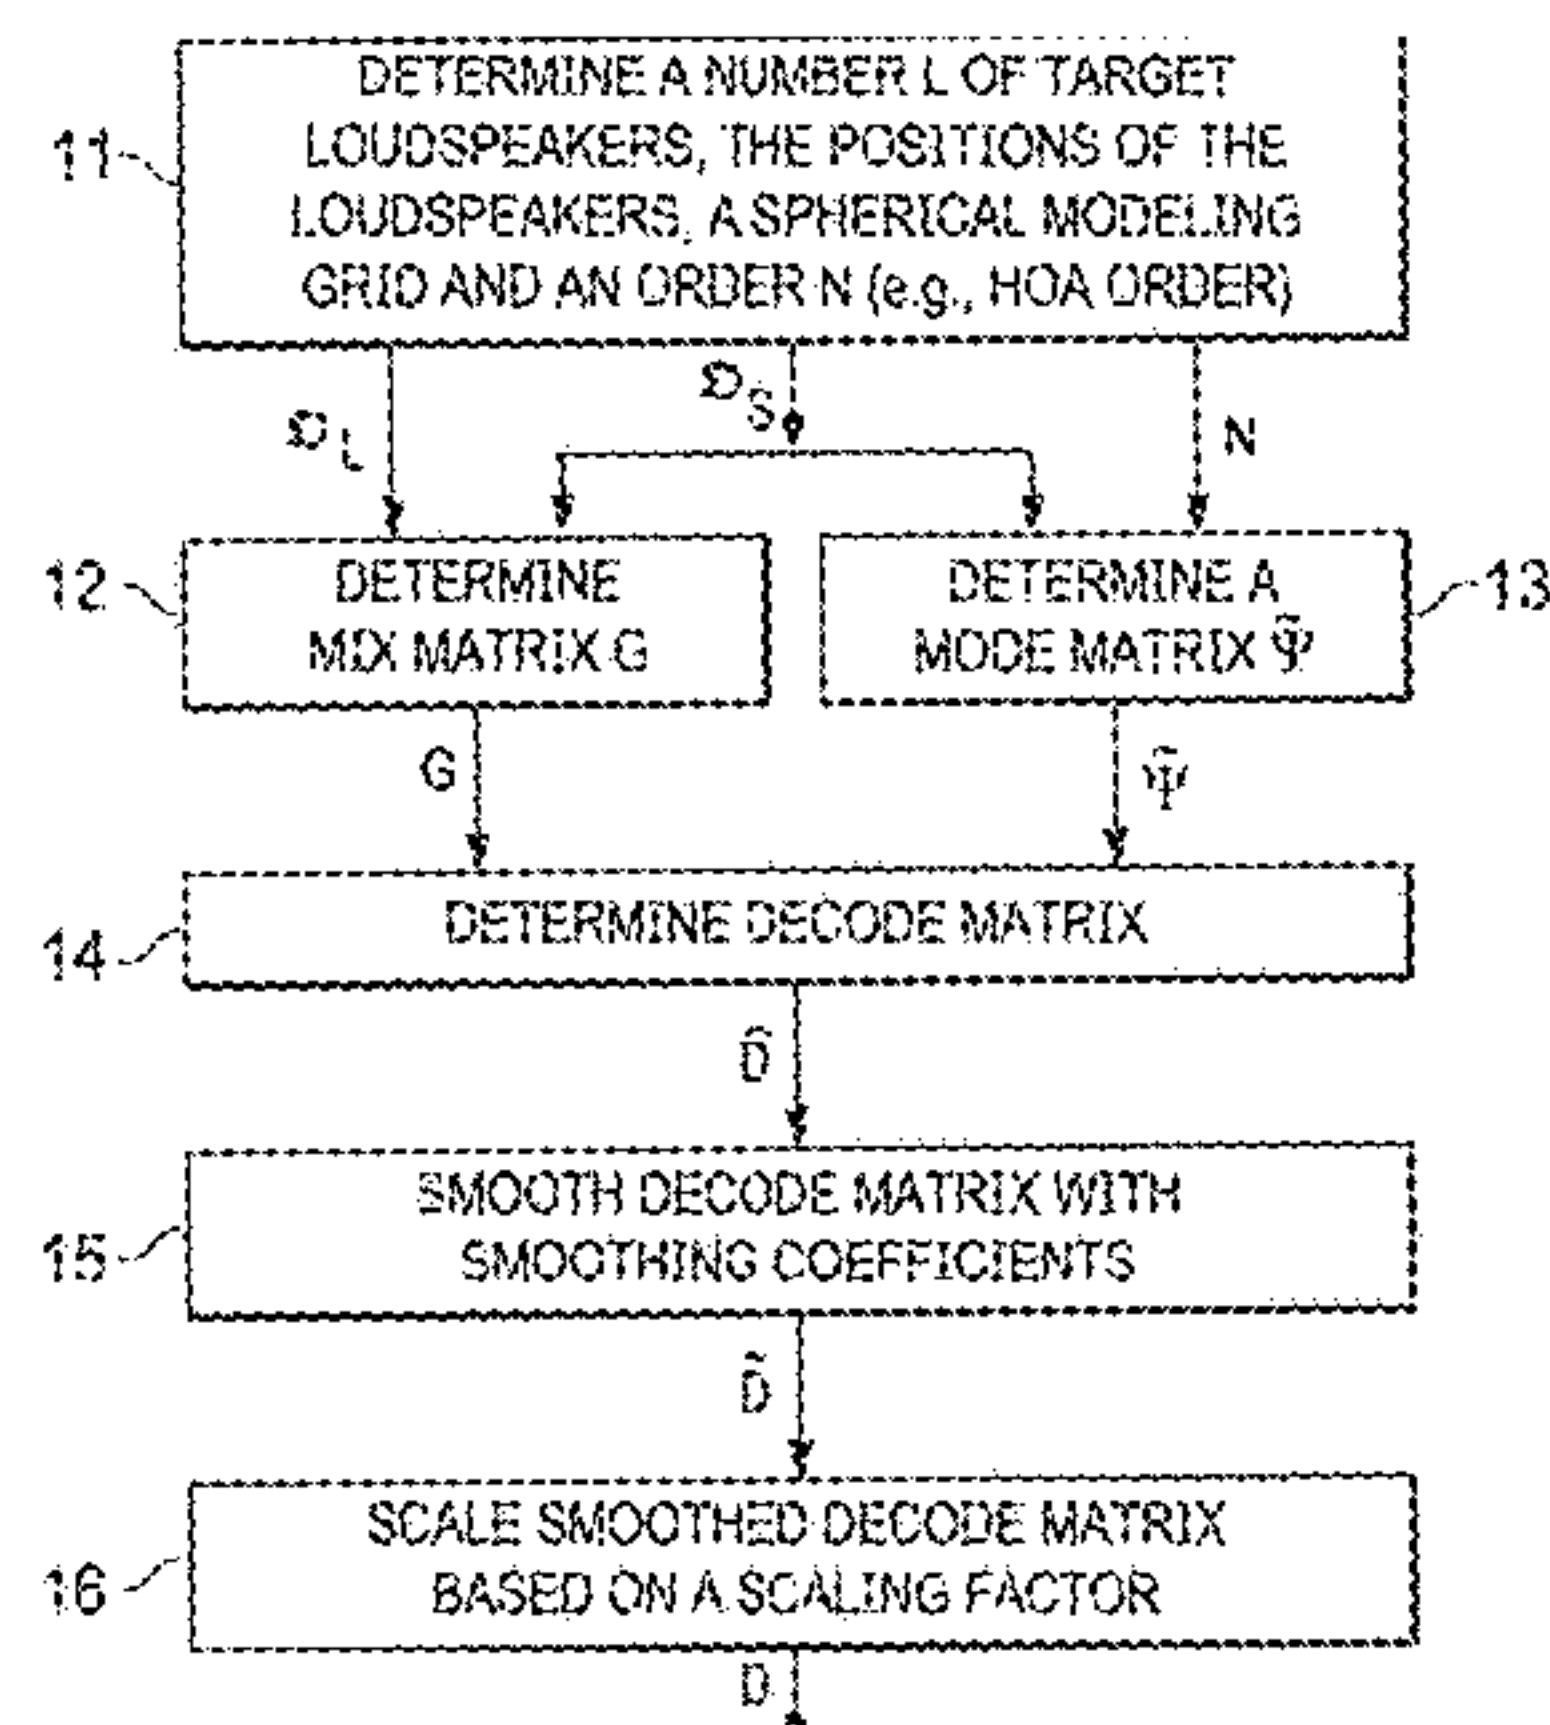 DETERMINE A NUMBER L OF TARGET
LOUDSPEAKERS, THE POSITIONS OF THE
LOUDSPEAKERS, A SPHERICAL MODELING
GRID AND AN ORDER N (e.g., HOA ORDER)
11
𝔇L
𝔇S
N
12
DETERMINE
MIX MATRIX G
DETERMINE A
MODE MATRIX Ψ̃
13
G
Ψ̃
14
DETERMINE DECODE MATRIX
D̂
15
SMOOTH DECODE MATRIX WITH
SMOOTHING COEFFICIENTS
D̃
16
SCALE SMOOTHED DECODE MATRIX
BASED ON A SCALING FACTOR
D